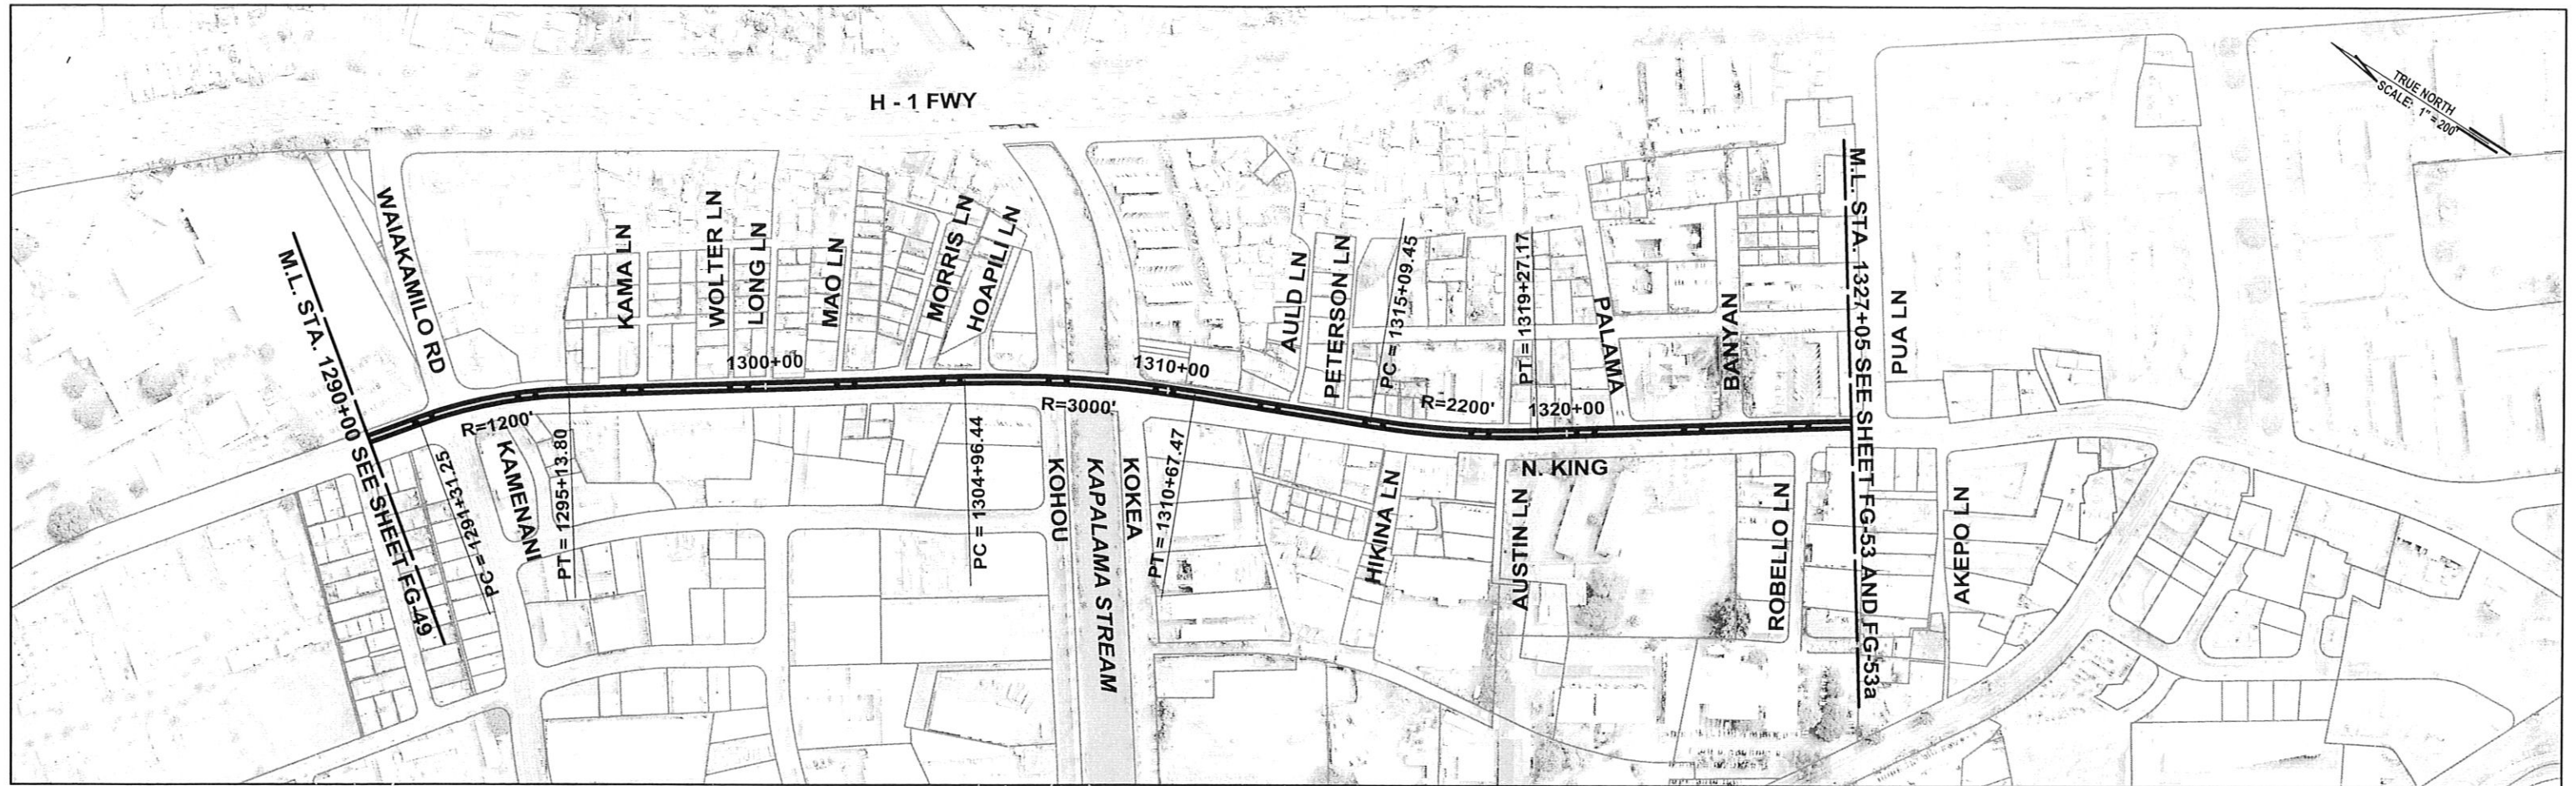 H - 1 FWY
TRUE NORTH
SCALE: 1" = 200'
WAIAKAMILO RD
M.L. STA. 1290+00 SEE SHEET FG-49
KAMA LN
WOLTER LN
LONG LN
MAO LN
MORRIS LN
HOAPILI LN
AULD LN
PETERSON LN
PC = 1315+09.45
PT = 1319+27.17
PALAMA
BANYAN
M.L. STA. 1327+05 SEE SHEET FG-53 AND FG-53a
PUA LN
1300+00
1310+00
R=1200'
R=3000'
R=2200'
1320+00
PC = 1291+31.25
KAMENANI
PT = 1295+13.80
PC = 1304+96.44
KOHOU
KAPALAMA STREAM
KOKEA
PT = 1310+67.47
HIKINA LN
N. KING
AUSTIN LN
ROBELLO LN
AKEPO LN